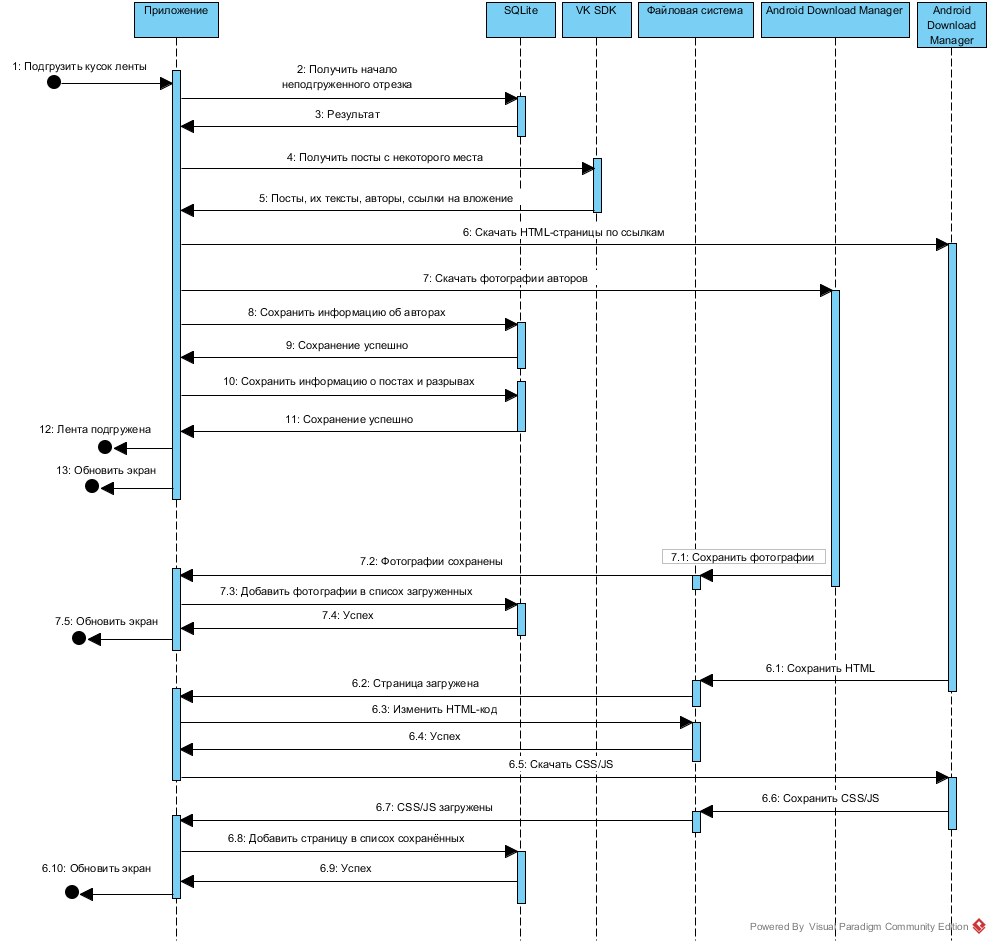 Приложение
SQLite
VK SDK
Файловая система
Android Download Manager
Android
Download
Manager
1: Подгрузить кусок ленты
2: Получить начало
неподгруженного отрезка
3: Результат
4: Получить посты с некоторого места
5: Посты, их тексты, авторы, ссылки на вложение
6: Скачать HTML-страницы по ссылкам
7: Скачать фотографии авторов
8: Сохранить информацию об авторах
9: Сохранение успешно
10: Сохранить информацию о постах и разрывах
11: Сохранение успешно
12: Лента подгружена
13: Обновить экран
7.1: Сохранить фотографии
7.2: Фотографии сохранены
7.3: Добавить фотографии в список загруженных
7.4: Успех
7.5: Обновить экран
6.1: Сохранить HTML
6.2: Страница загружена
6.3: Изменить HTML-код
6.4: Успех
6.5: Скачать CSS/JS
6.6: Сохранить CSS/JS
6.7: CSS/JS загружены
6.8: Добавить страницу в список сохранённых
6.9: Успех
6.10: Обновить экран
Powered By Visual Paradigm Community Edition